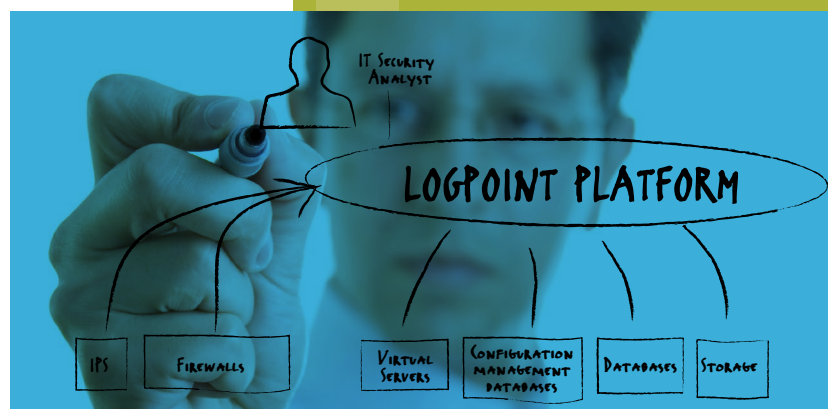 IT Security
Analyst
LOGPOINT PLATFORM
IPS
Firewalls
Virtual
Servers
Configuration
management
databases
Databases
Storage